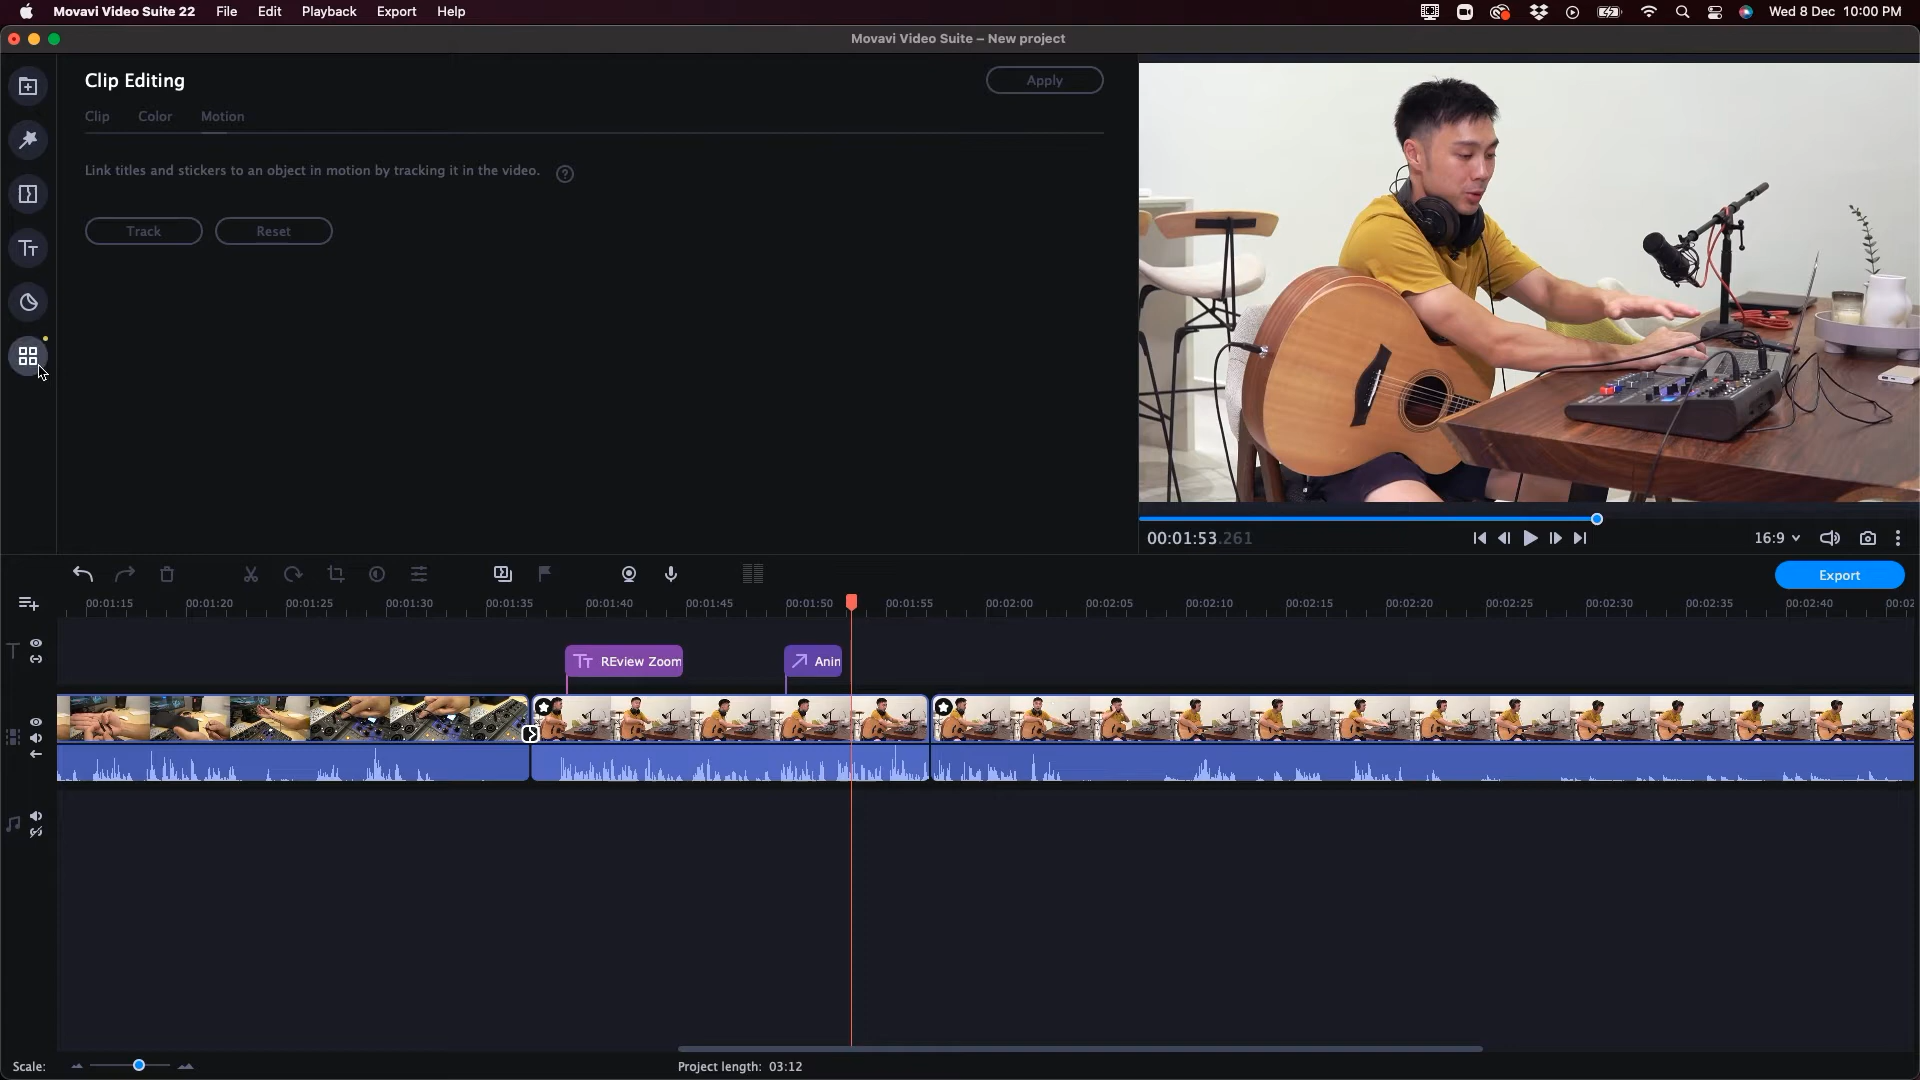 Movavi Video Suite 22 File Edit Playback Export Help Wed 8 Dec 10:00 PM
Movavi Video Suite – New project
Clip Editing Apply
Clip Color Motion
Link titles and stickers to an object in motion by tracking it in the video. ?
Track Reset
00:01:53.261 16:9
Export
00:01:15 00:01:20 00:01:25 00:01:30 00:01:35 00:01:40 00:01:45 00:01:50 00:01:55 00:02:00 00:02:05 00:02:10 00:02:15 00:02:20 00:02:25 00:02:30 00:02:35 00:02:40 00:02
REview Zoom Anin
Scale: Project length: 03:12